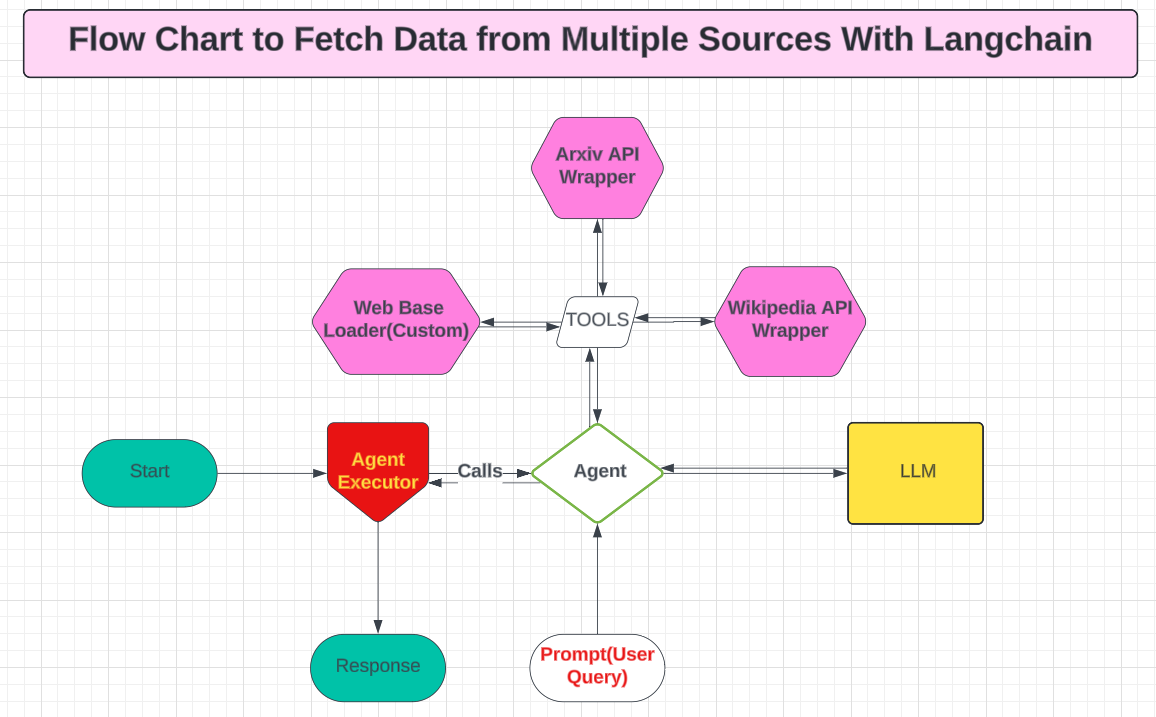 Flow Chart to Fetch Data from Multiple Sources With Langchain
Arxiv API
Wrapper
Web Base
Loader(Custom)
TOOLS
Wikipedia API
Wrapper
Start
Agent
Executor
Calls
Agent
LLM
Response
Prompt(User
Query)